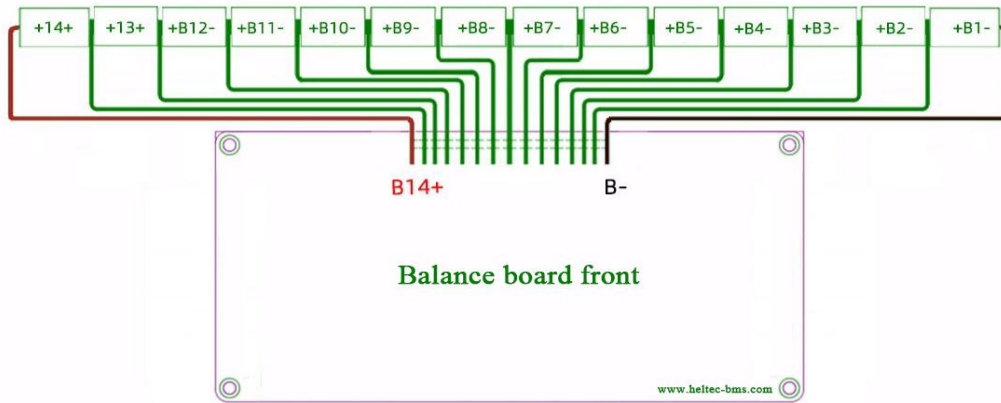 +14+ +13+ +B12- +B11- +B10- +B9- +B8- +B7- +B6- +B5- +B4- +B3- +B2- +B1-
B14+ B-
Balance board front
www.heltec-bms.com